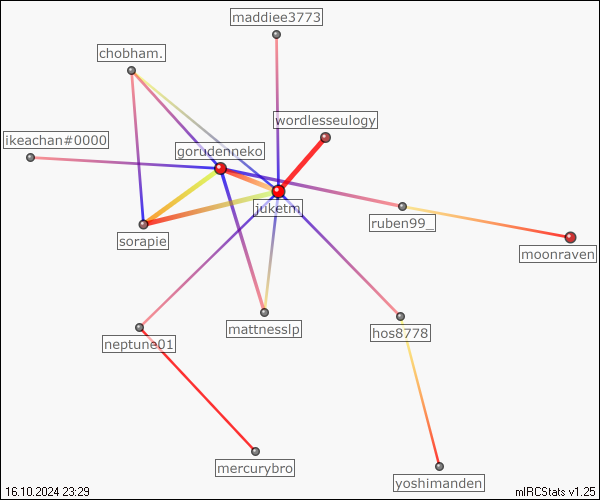 maddiee3773
chobham.
wordlesseulogy
ikeachan#0000
gorudenneko
juketm
ruben99_
sorapie
moonraven
mattnesslp
hos8778
neptune01
mercurybro
yoshimanden
16.10.2024 23:29
mIRCStats v1.25